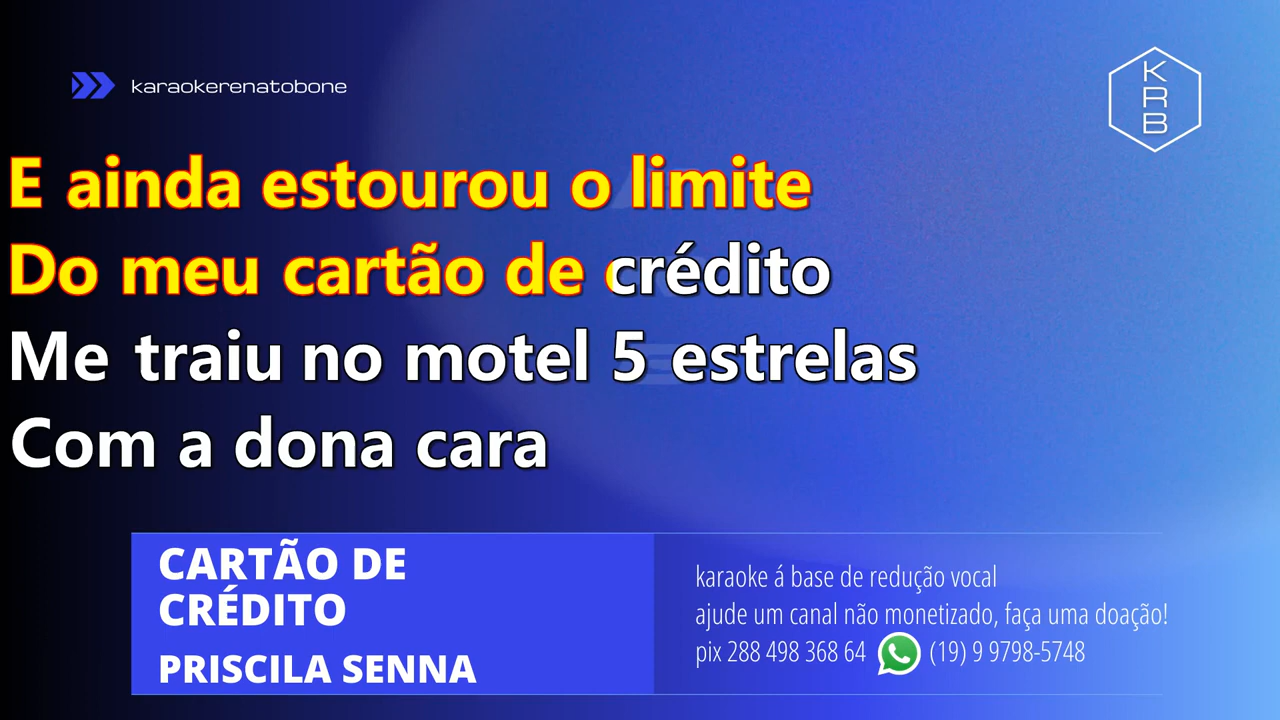 karaokerenatobone
K
R
B
E ainda estourou o limite
Do meu cartão de crédito
Me traiu no motel 5 estrelas
Com a dona cara
CARTÃO DE
CRÉDITO
PRISCILA SENNA
karaoke á base de redução vocal
ajude um canal não monetizado, faça uma doação!
pix 288 498 368 64 (19) 9 9798-5748